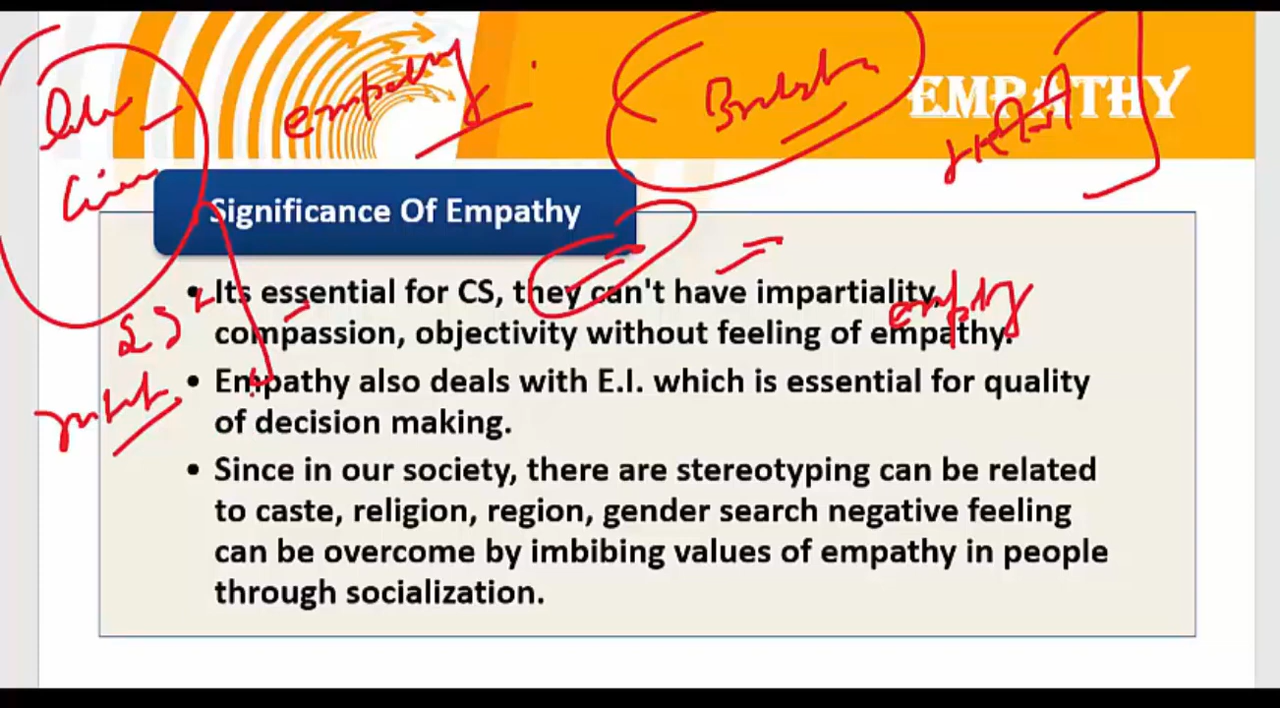 EMPATHY
empathy
Significance Of Empathy
• Its essential for CS, they can't have impartiality,
compassion, objectivity without feeling of empathy.
• Empathy also deals with E.I. which is essential for quality
of decision making.
• Since in our society, there are stereotyping can be related
to caste, religion, region, gender search negative feeling
can be overcome by imbibing values of empathy in people
through socialization.